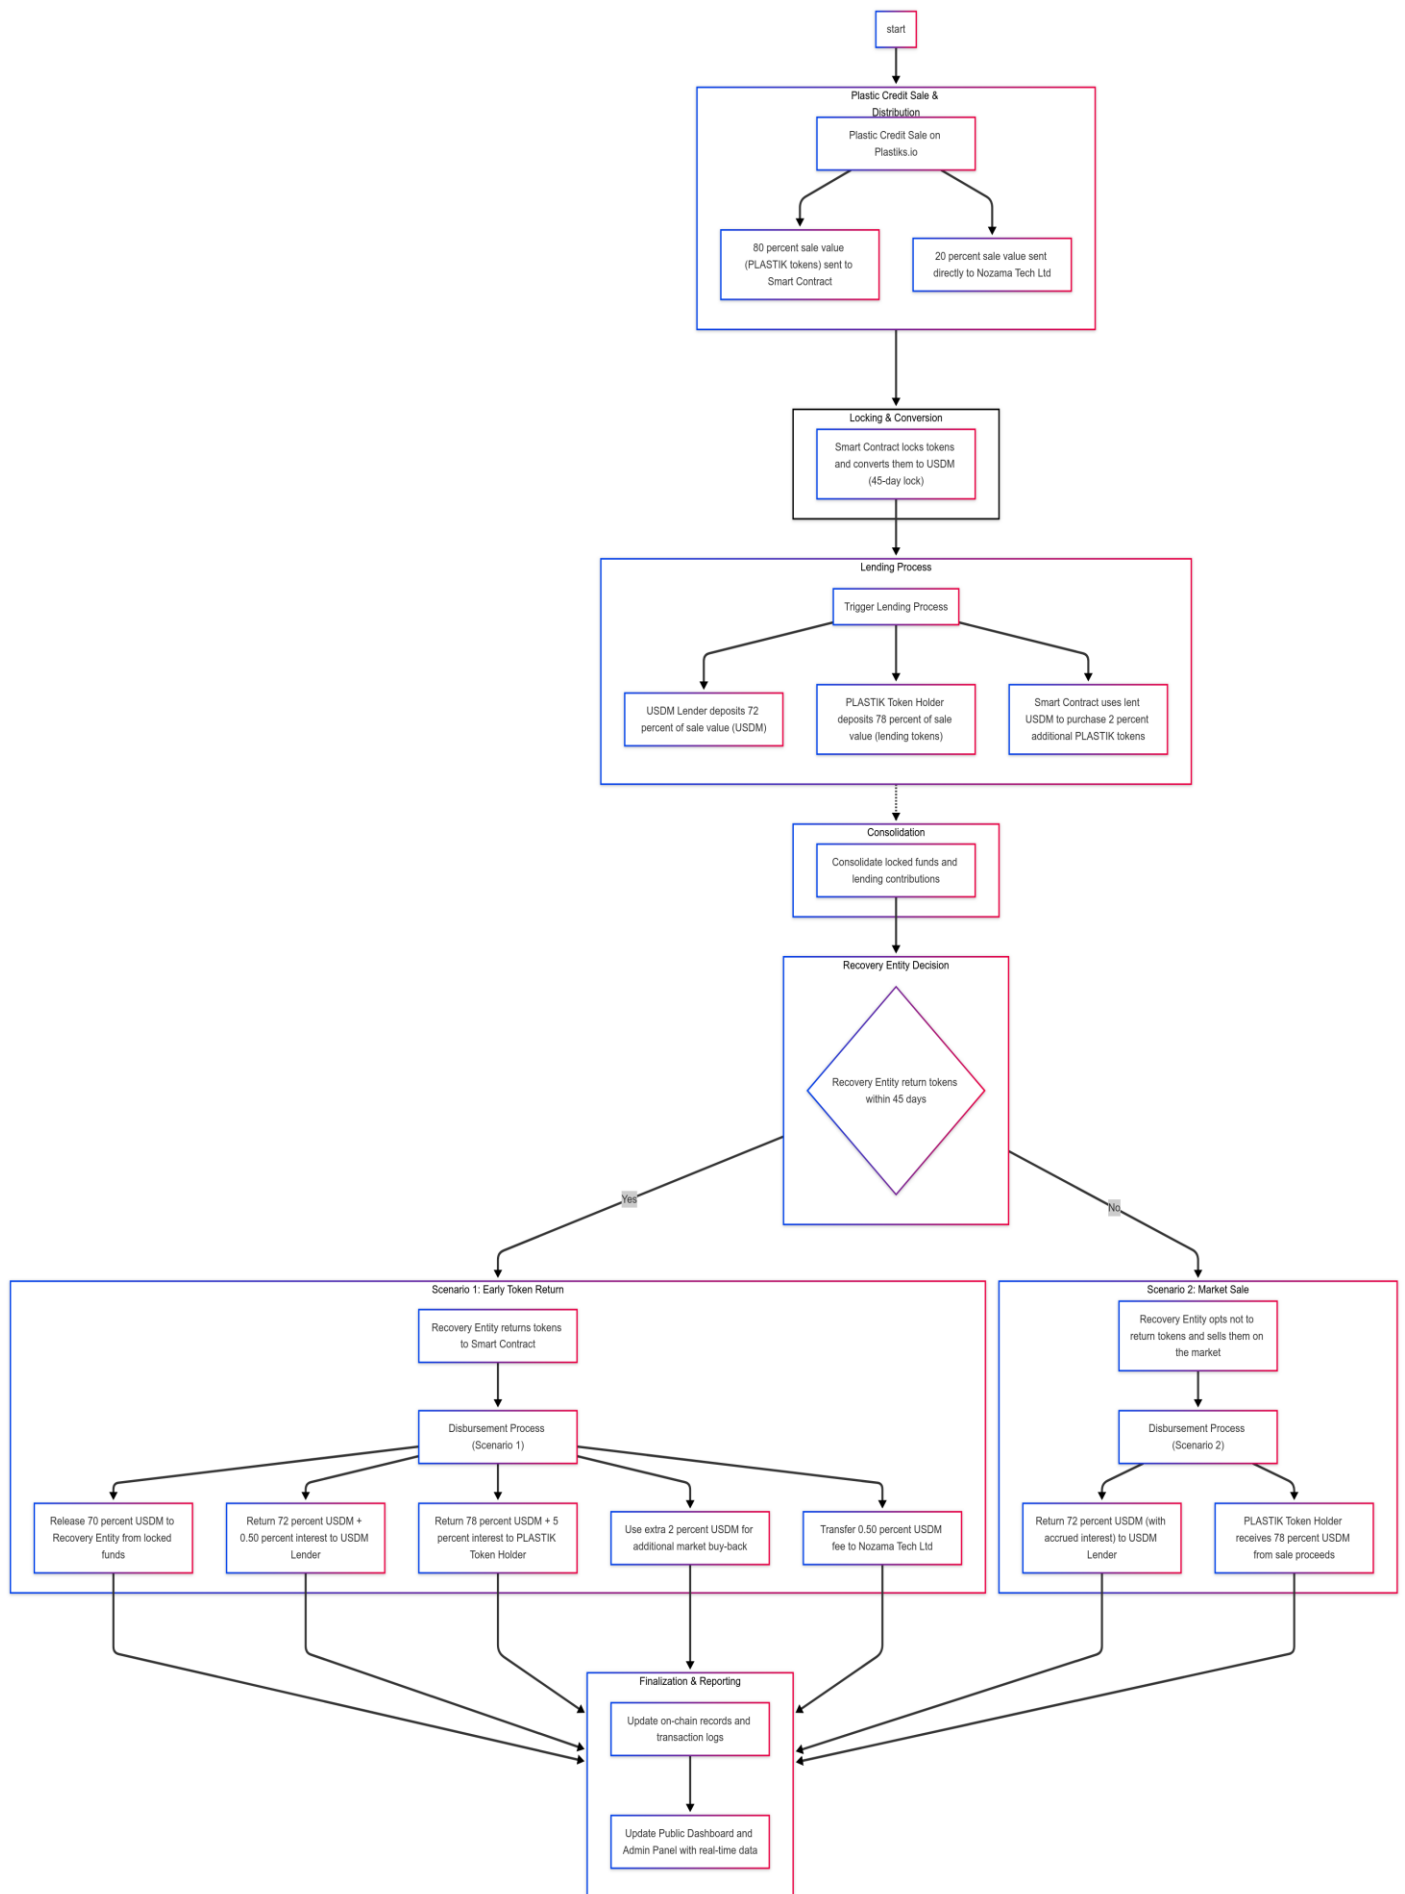 start
Plastic Credit Sale &
Distribution
Plastic Credit Sale on
Plastiks.io
80 percent sale value
(PLASTIK tokens) sent to
Smart Contract
20 percent sale value sent
directly to Nozama Tech Ltd
Locking & Conversion
Smart Contract locks tokens
and converts them to USDM
(45-day lock)
Lending Process
Trigger Lending Process
USDM Lender deposits 72
percent of sale value (USDM)
PLASTIK Token Holder
deposits 78 percent of sale
value (lending tokens)
Smart Contract uses lent
USDM to purchase 2 percent
additional PLASTIK tokens
Consolidation
Consolidate locked funds and
lending contributions
Recovery Entity Decision
Recovery Entity return tokens
within 45 days
Yes
No
Scenario 1: Early Token Return
Recovery Entity returns tokens
to Smart Contract
Disbursement Process
(Scenario 1)
Release 70 percent USDM to
Recovery Entity from locked
funds
Return 72 percent USDM +
0.50 percent interest to USDM
Lender
Return 78 percent USDM + 5
percent interest to PLASTIK
Token Holder
Use extra 2 percent USDM for
additional market buy-back
Transfer 0.50 percent USDM
fee to Nozama Tech Ltd
Scenario 2: Market Sale
Recovery Entity opts not to
return tokens and sells them on
the market
Disbursement Process
(Scenario 2)
Return 72 percent USDM (with
accrued interest) to USDM
Lender
PLASTIK Token Holder
receives 78 percent USDM
from sale proceeds
Finalization & Reporting
Update on-chain records and
transaction logs
Update Public Dashboard and
Admin Panel with real-time data